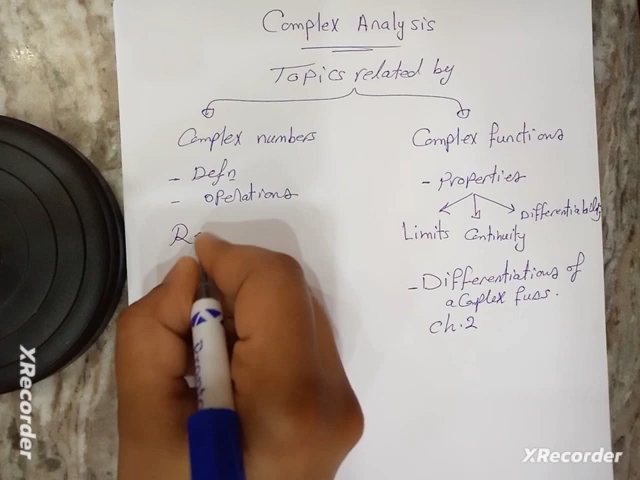 Complex Analysis
Topics related by
Complex numbers
- Defn
- operations
R
Complex functions
- Properties
Limits Continuity Differentiability
- Differentiations of
a Complex funs.
Ch.2
XRecorder
XRecorder